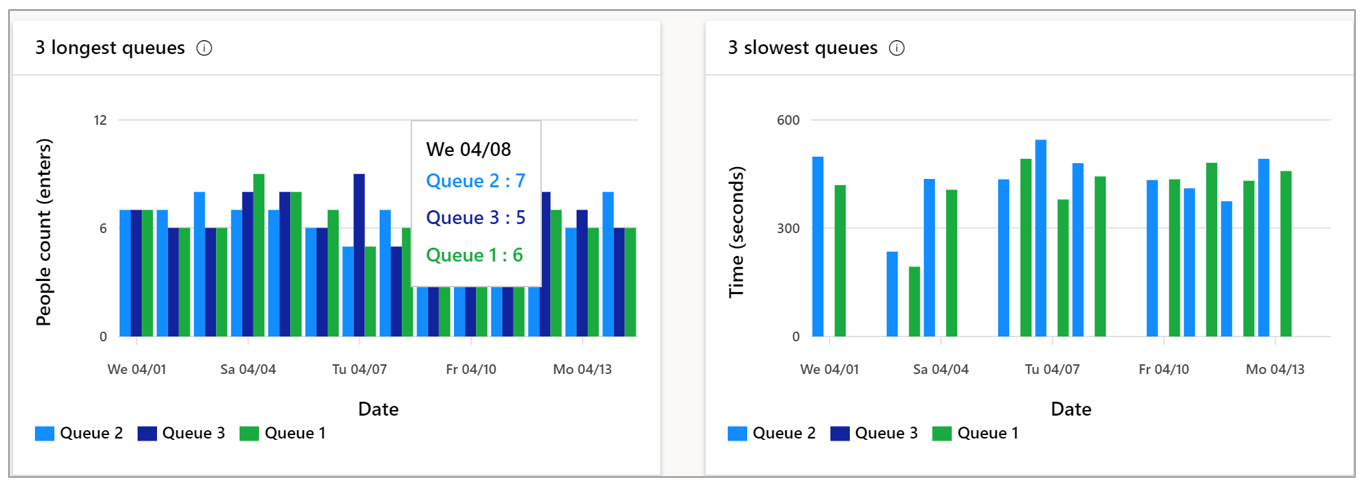 3 longest queues
People count (enters)
12
6
0
We 04/08
Queue 2 : 7
Queue 3 : 5
Queue 1 : 6
We 04/01 Sa 04/04 Tu 04/07 Fr 04/10 Mo 04/13
Date
Queue 2 Queue 3 Queue 1
3 slowest queues
Time (seconds)
600
300
0
We 04/01 Sa 04/04 Tu 04/07 Fr 04/10 Mo 04/13
Date
Queue 2 Queue 3 Queue 1